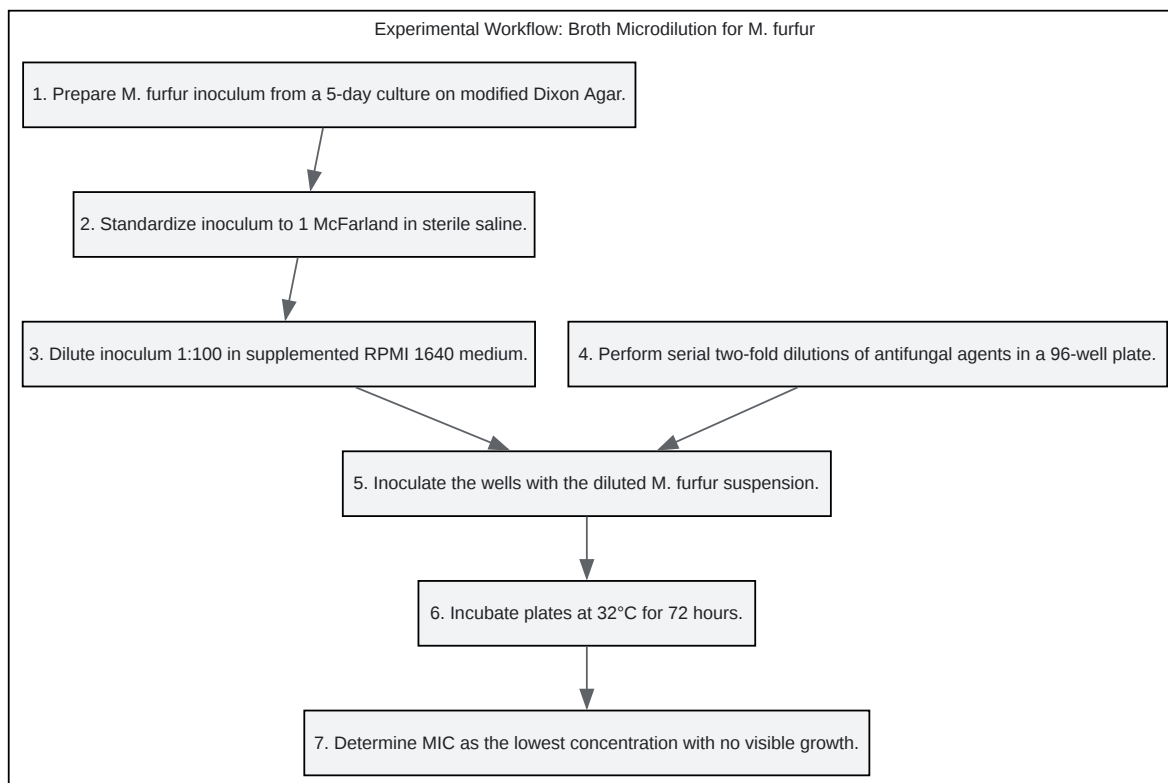 Experimental Workflow: Broth Microdilution for M. furfur
1. Prepare M. furfur inoculum from a 5-day culture on modified Dixon Agar.
2. Standardize inoculum to 1 McFarland in sterile saline.
3. Dilute inoculum 1:100 in supplemented RPMI 1640 medium.
4. Perform serial two-fold dilutions of antifungal agents in a 96-well plate.
5. Inoculate the wells with the diluted M. furfur suspension.
6. Incubate plates at 32°C for 72 hours.
7. Determine MIC as the lowest concentration with no visible growth.